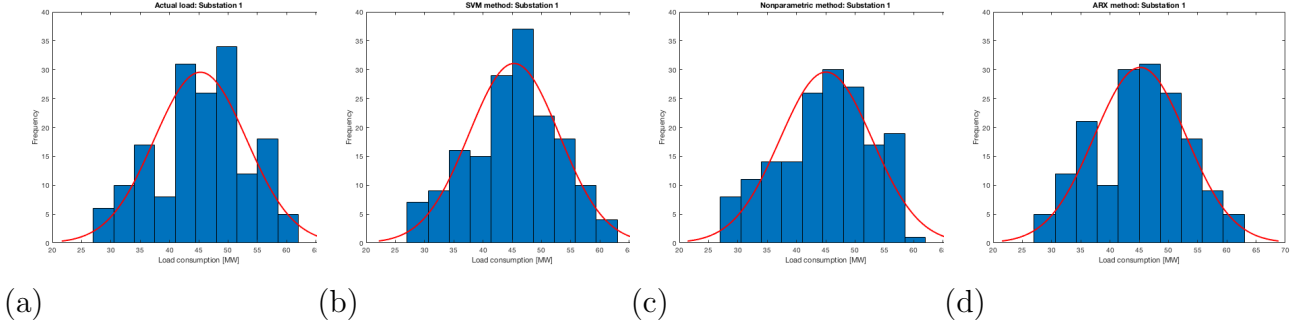 Actual load: Substation 1
40
35
30
25
20
15
10
5
0
Frequency
20 25 30 35 40 45 50 55 60 6
Load consumption [MW]
(a)
SVM method: Substation 1
40
35
30
25
20
15
10
5
0
Frequency
20 25 30 35 40 45 50 55 60 65
Load consumption [MW]
(b)
Nonparametric method: Substation 1
40
35
30
25
20
15
10
5
0
Frequency
20 25 30 35 40 45 50 55 60 6
Load consumption [MW]
(c)
ARX method: Substation 1
40
35
30
25
20
15
10
5
0
Frequency
20 25 30 35 40 45 50 55 60 65 70
Load consumption [MW]
(d)